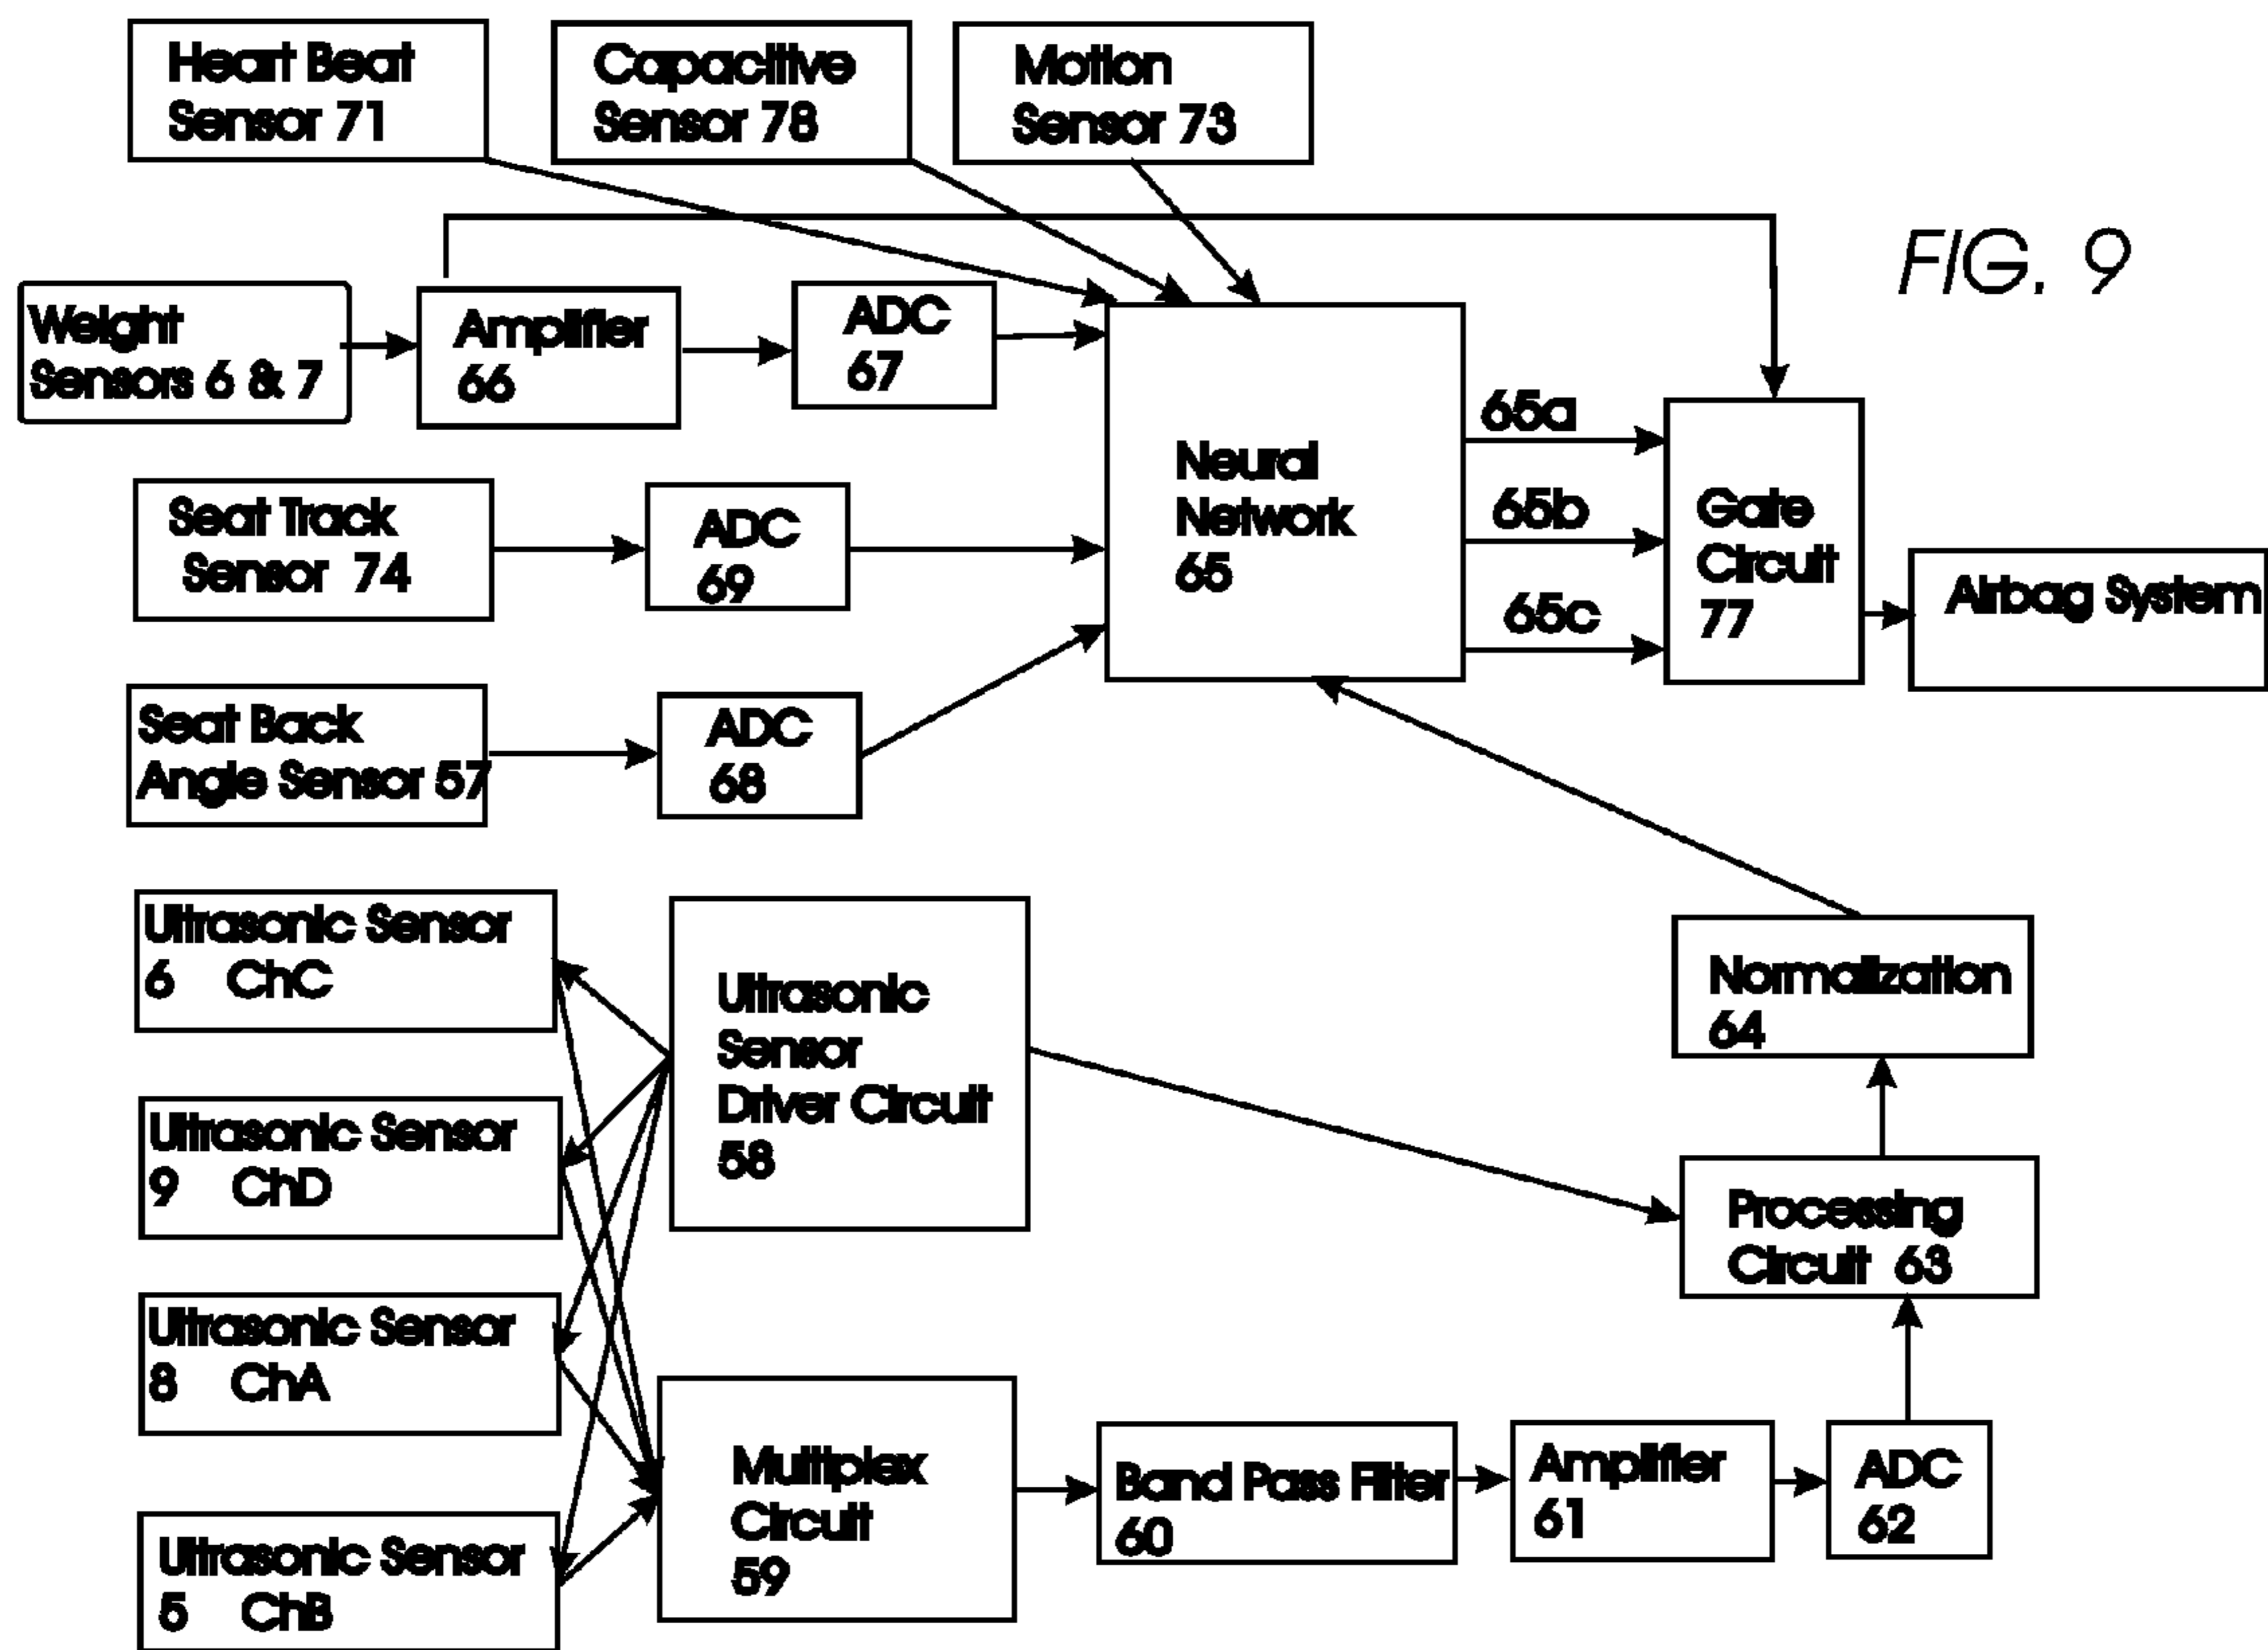 Heart Beat
Sensor 71
Capacitive
Sensor 78
Motion
Sensor 73
FIG. 9
Weight
Sensors 6 & 7
Amplifier
66
ADC
67
Neural
Network
65
65a
65b
65c
Gate
Circuit
77
Airbag System
Seat Track
Sensor 74
ADC
69
Seat Back
Angle Sensor 57
ADC
68
Ultrasonic Sensor
6 ChC
Ultrasonic
Sensor
Driver Circuit
58
Normalization
64
Ultrasonic Sensor
9 ChD
Processing
Circuit 63
Ultrasonic Sensor
8 ChA
Multiplex
Circuit
59
Band Pass Filter
60
Amplifier
61
ADC
62
Ultrasonic Sensor
5 ChB